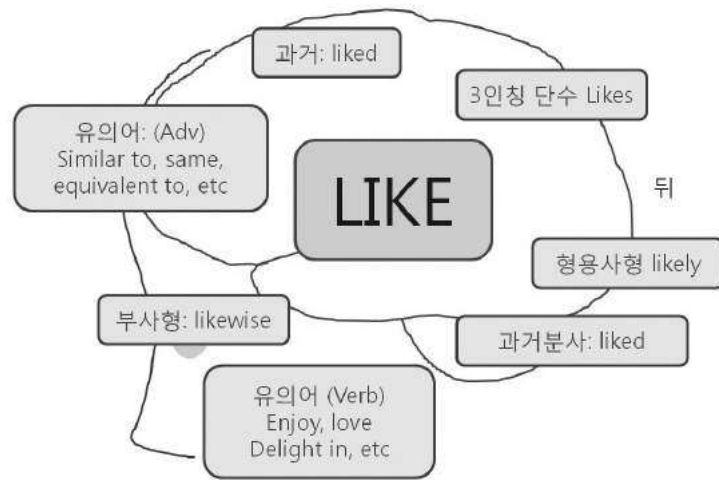 과거: liked
3인칭 단수 Likes
유의어: (Adv)
Similar to, same,
equivalent to, etc
LIKE
뒤
형용사형 likely
부사형: likewise
과거분사: liked
유의어 (Verb)
Enjoy, love
Delight in, etc